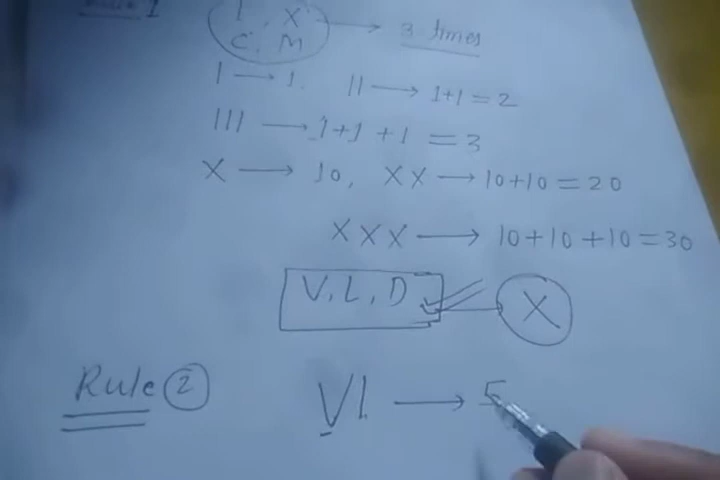 I, X
C, M → 3 times
I → 1. II → 1+1=2
III → 1+1+1=3
X → 10, XX → 10+10=20
XXX → 10+10+10=30
V, L, D X
Rule 2 VI → 5